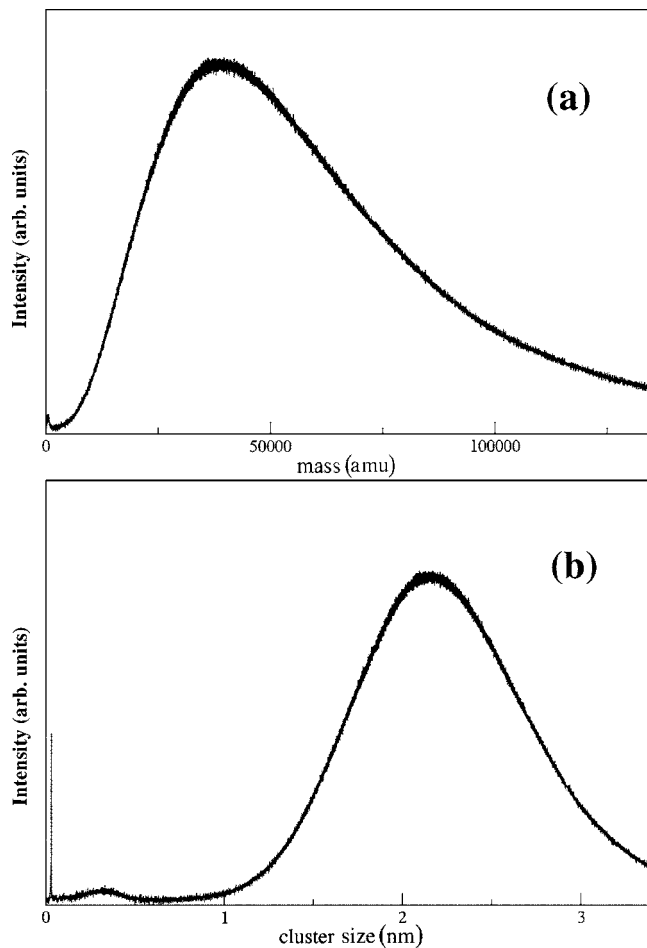 (a)
Intensity (arb. units)
0 50000 100000
mass (amu)
(b)
Intensity (arb. units)
0 1 2 3
cluster size (nm)